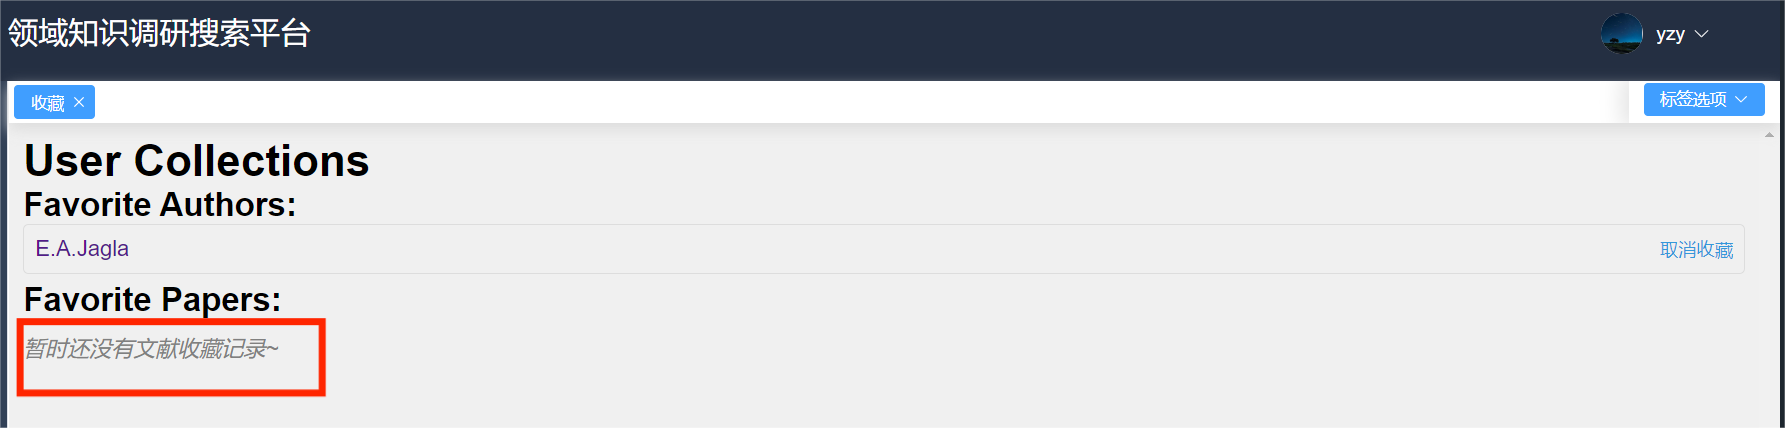 领域知识调研搜索平台
yzy
收藏
标签选项
User Collections
Favorite Authors:
E.A.Jagla
取消收藏
Favorite Papers:
暂时还没有文献收藏记录~